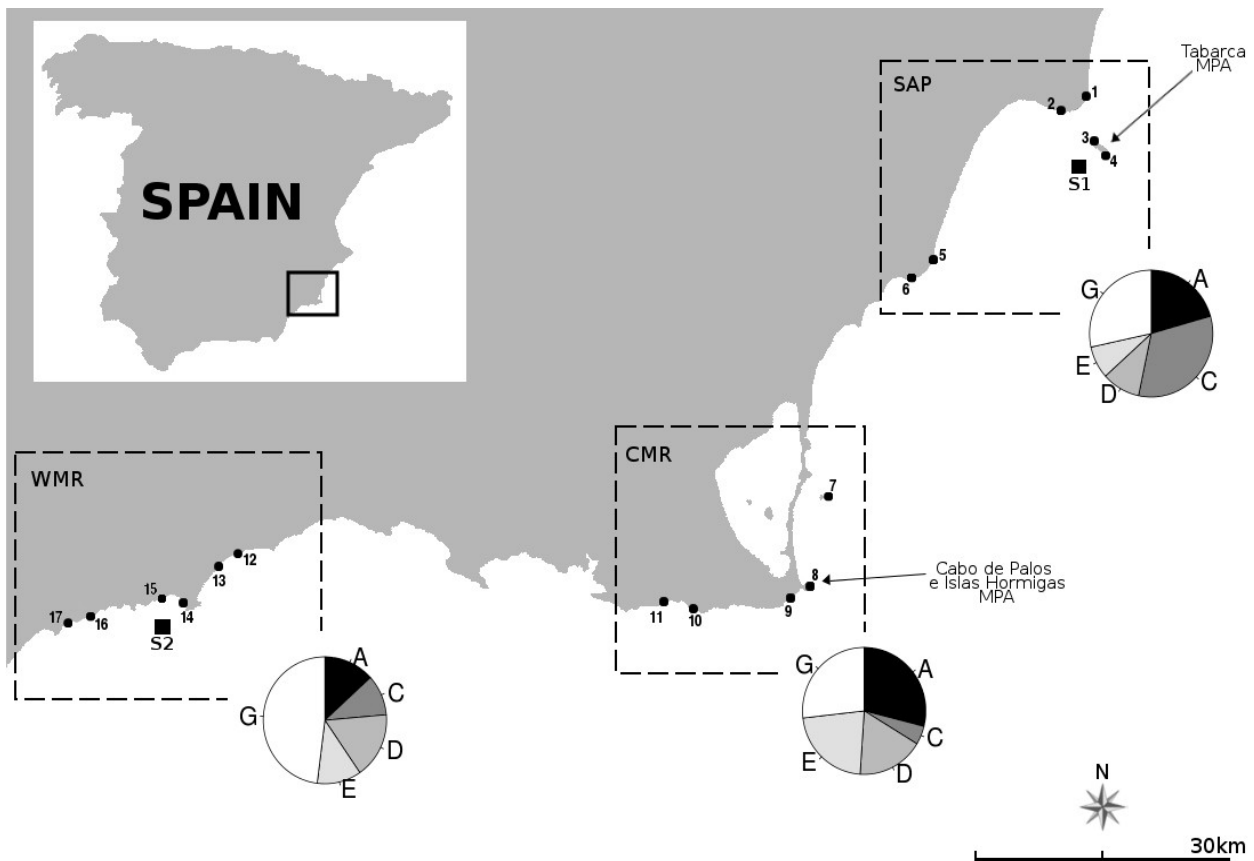 SPAIN
SAP
Tabarca
MPA
1
2
3
4
S1
5
6
G
A
E
D
C
WMR
12
13
15
14
17
16
S2
A
C
G
D
E
CMR
7
8
Cabo de Palos
e Islas Hormigas
MPA
9
11
10
G
A
C
E
D
N
30km